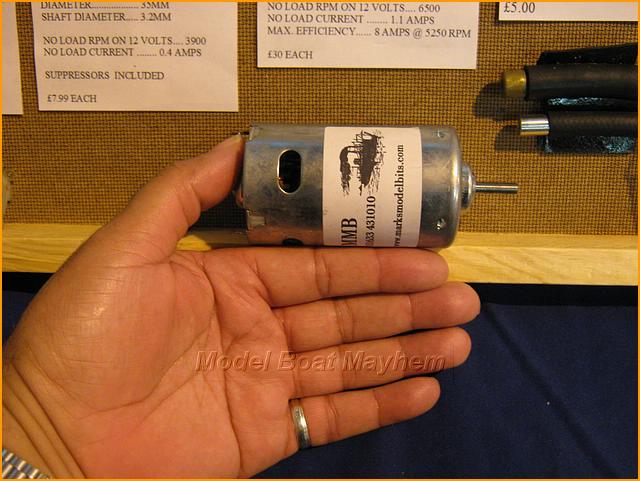 DIAMETER........................ 35MM
SHAFT DIAMETER.... 3.2MM
NO LOAD RPM ON 12 VOLTS.... 3900
NO LOAD CURRENT ........ 0.4 AMPS
SUPPRESSORS INCLUDED
£7.99 EACH
NO LOAD RPM ON 12 VOLTS... 6500
NO LOAD CURRENT ........ 1.1 AMPS
MAX. EFFICIENCY...... 8 AMPS @ 5250 RPM
£30 EACH
£5.00
MMB
431010
www.marksmodelbits.com
Model Boat Mayhem